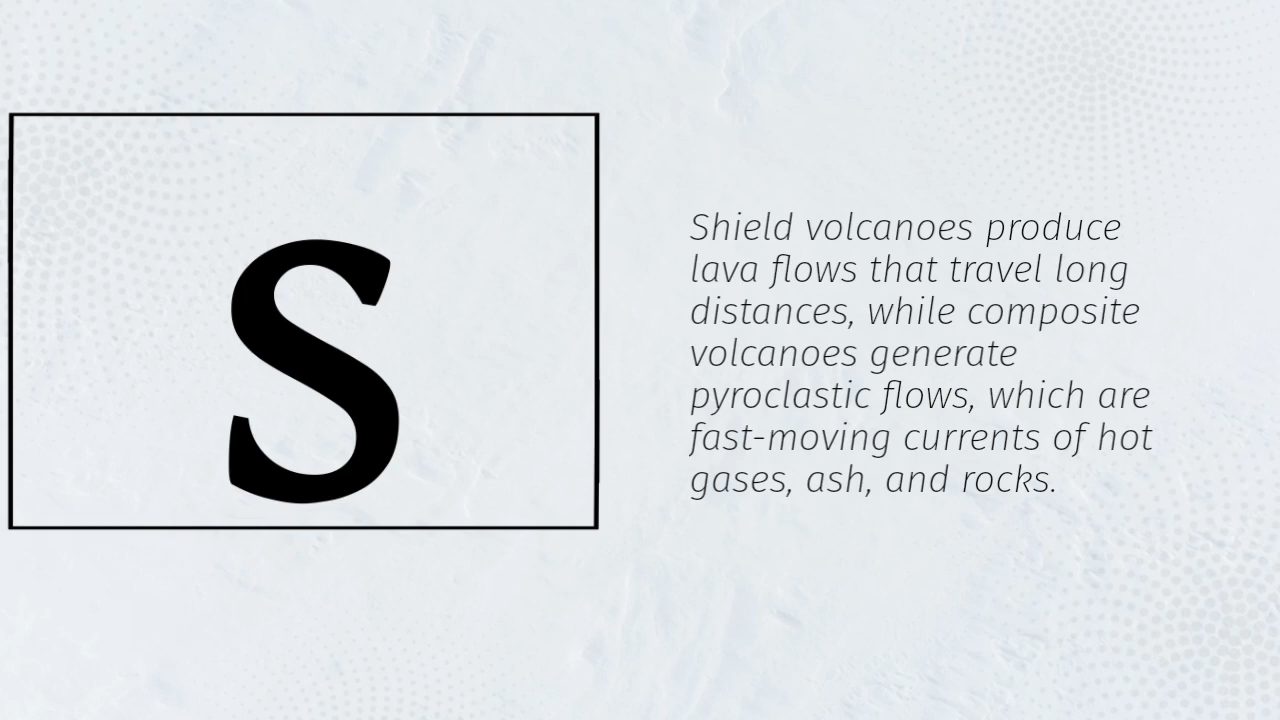 S
Shield volcanoes produce
lava flows that travel long
distances, while composite
volcanoes generate
pyroclastic flows, which are
fast-moving currents of hot
gases, ash, and rocks.